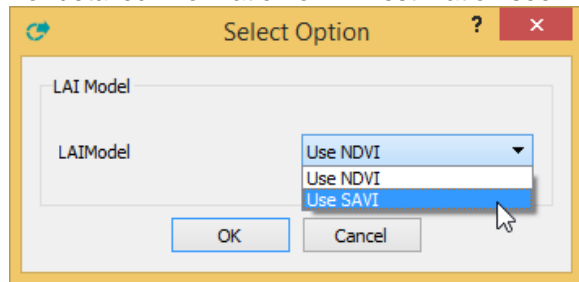 Select Option
?
×
LAI Model
LAIModel
Use NDVI
Use NDVI
Use SAVI
OK
Cancel